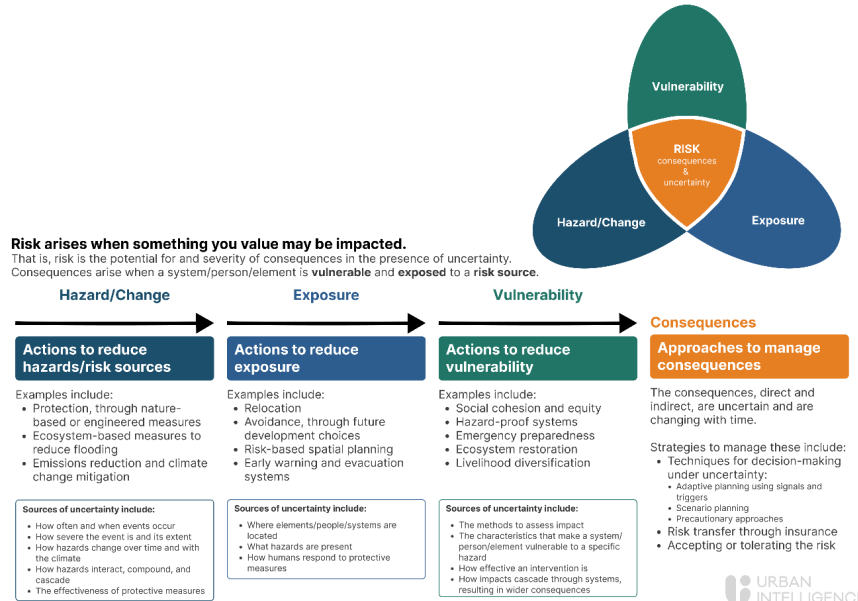 Vulnerability
RISK
consequences
&
uncertainty
Hazard/Change
Exposure
Risk arises when something you value may be impacted.
That is, risk is the potential for and severity of consequences in the presence of uncertainty.
Consequences arise when a system/person/element is vulnerable and exposed to a risk source.
Hazard/Change
Actions to reduce
hazards/risk sources
Examples include:
• Protection, through nature-
based or engineered measures
• Ecosystem-based measures to
reduce flooding
• Emissions reduction and climate
change mitigation
Sources of uncertainty include:
• How often and when events occur
• How severe the event is and its extent
• How hazards change over time and with
the climate
• How hazards interact, compound, and
cascade
• The effectiveness of protective measures
Exposure
Actions to reduce
exposure
Examples include:
• Relocation
• Avoidance, through future
development choices
• Risk-based spatial planning
• Early warning and evacuation
systems
Sources of uncertainty include:
• Where elements/people/systems are
located
• What hazards are present
• How humans respond to protective
measures
Vulnerability
Actions to reduce
vulnerability
Examples include:
• Social cohesion and equity
• Hazard-proof systems
• Emergency preparedness
• Ecosystem restoration
• Livelihood diversification
Sources of uncertainty include:
• The methods to assess impact
• The characteristics that make a system/
person/element vulnerable to a specific
hazard
• How effective an intervention is
• How impacts cascade through systems,
resulting in wider consequences
Consequences
Approaches to manage
consequences
The consequences, direct and
indirect, are uncertain and are
changing with time.
Strategies to manage these include:
• Techniques for decision-making
under uncertainty:
• Adaptive planning using signals and
triggers
• Scenario planning
• Precautionary approaches
• Risk transfer through insurance
• Accepting or tolerating the risk
URBAN
INTELLIGENCE